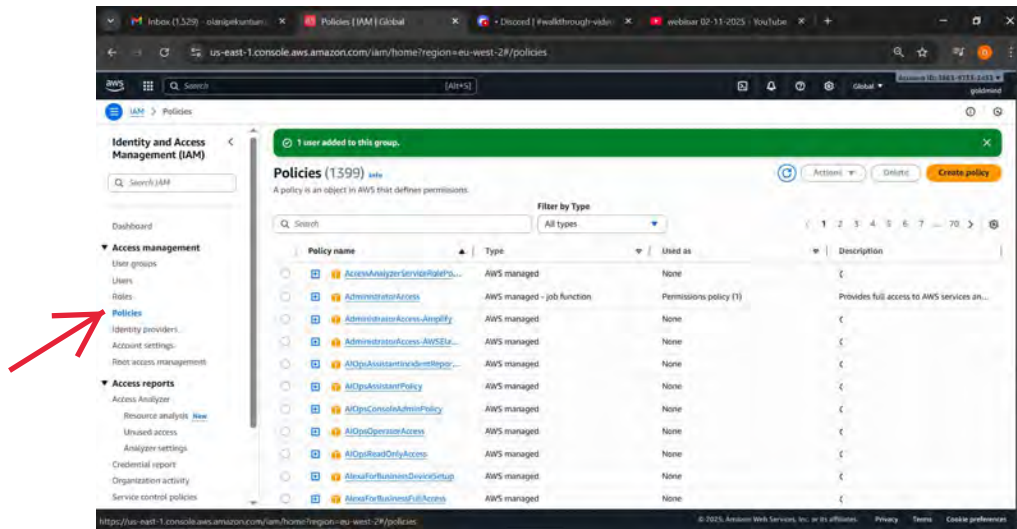 Inbox (1,529) - olanipekuntun
Policies | IAM | Global
Discord | #walkthrough-vide
webinar 02-11-2025 - YouTube
us-east-1.console.aws.amazon.com/iam/home?region=eu-west-2#/policies
aws
Search
[Alt+S]
Global
goldmind
IAM > Policies
Identity and Access
Management (IAM)
Search IAM
Dashboard
Access management
User groups
Users
Roles
Policies
Identity providers
Account settings
Root access management
Access reports
Access Analyzer
Resource analysis New
Unused access
Analyzer settings
Credential report
Organization activity
Service control policies
1 user added to this group.
Policies (1399) Info
A policy is an object in AWS that defines permissions.
Actions
Delete
Create policy
Filter by Type
Search
All types
1 2 3 4 5 6 7 ... 70
Policy name Type Used as Description
AccessAnalyzerServiceRolePo... AWS managed None
AdministratorAccess AWS managed - job function Permissions policy (1) Provides full access to AWS services an...
AdministratorAccess-Amplify AWS managed None
AdministratorAccess-AWSEla... AWS managed None
AIOpsAssistantIncidentRepor... AWS managed None
AIOpsAssistantPolicy AWS managed None
AIOpsConsoleAdminPolicy AWS managed None
AIOpsOperatorAccess AWS managed None
AIOpsReadOnlyAccess AWS managed None
AlexaForBusinessDeviceSetup AWS managed None
AlexaForBusinessFullAccess AWS managed None
https://us-east-1.console.aws.amazon.com/iam/home?region=eu-west-2#/policies
© 2025, Amazon Web Services, Inc. or its affiliates. Privacy Terms Cookie preferences